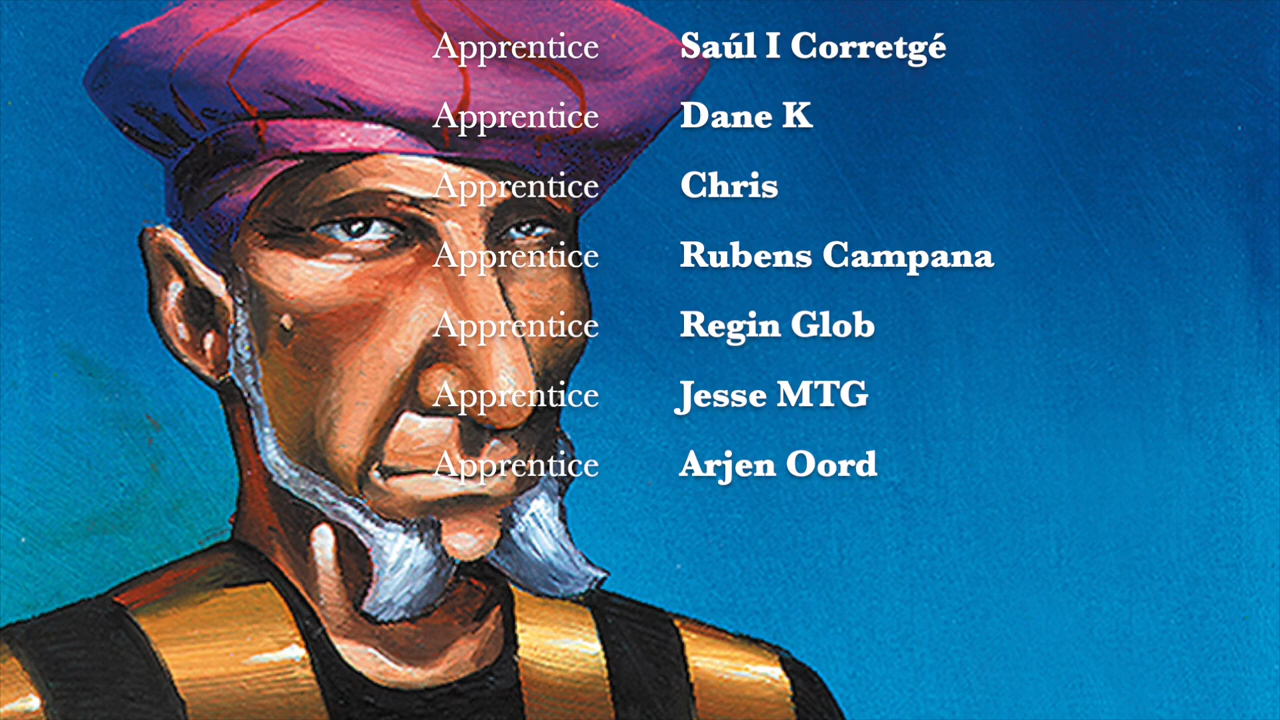 Apprentice Saúl I Corretgé
Apprentice Dane K
Apprentice Chris
Apprentice Rubens Campana
Apprentice Regin Glob
Apprentice Jesse MTG
Apprentice Arjen Oord